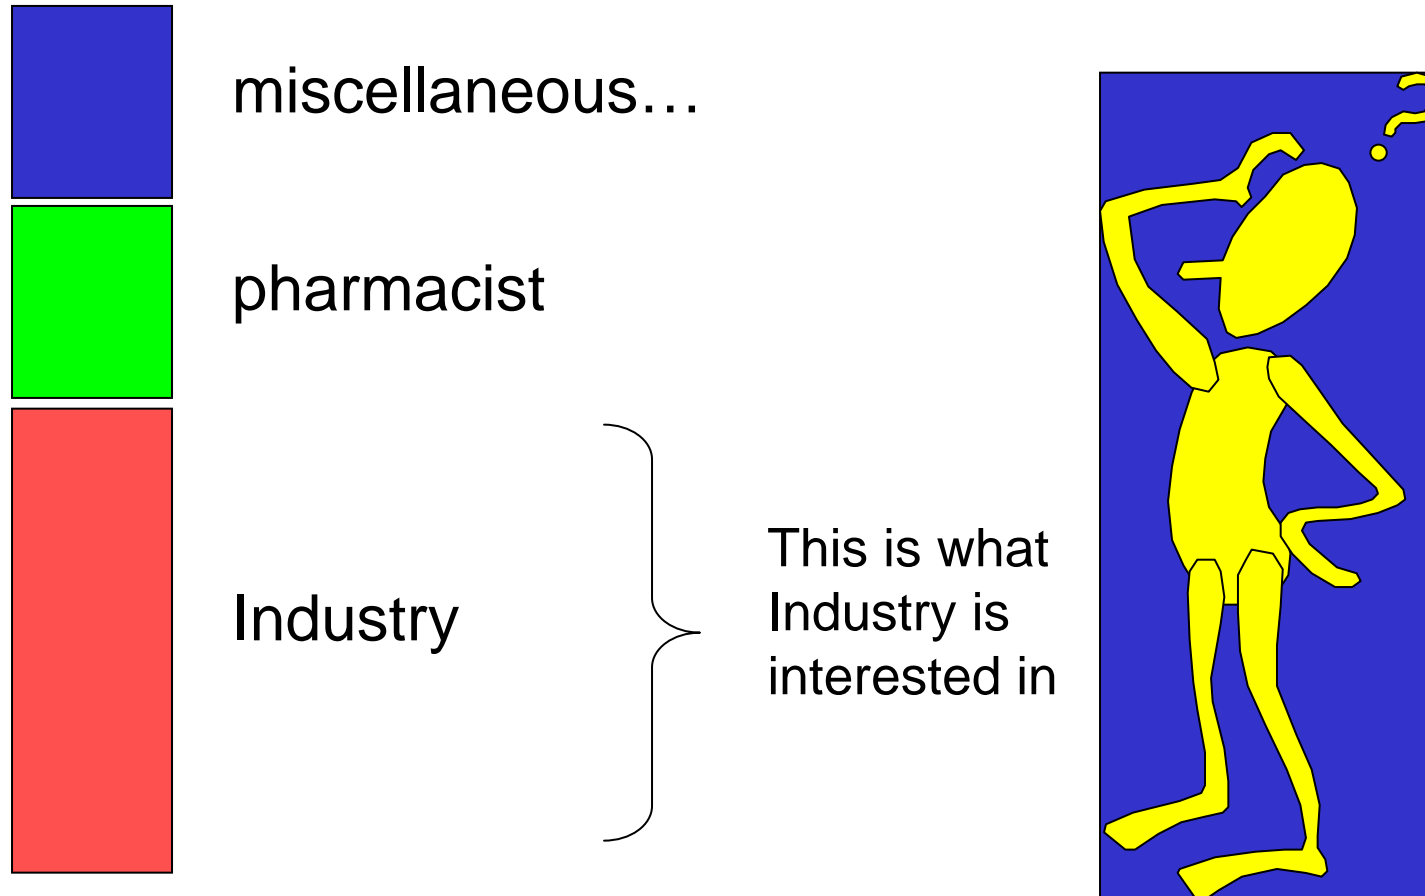 miscellaneous…
pharmacist
Industry
This is what
Industry is
interested in